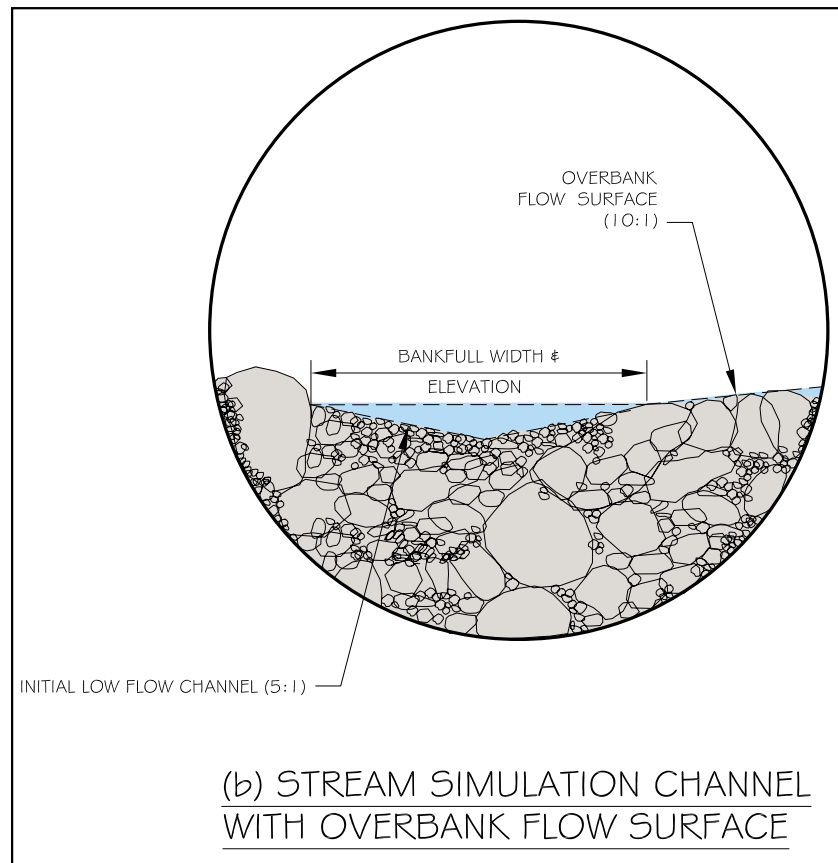 OVERBANK
FLOW SURFACE
(10:1)
BANKFULL WIDTH &
ELEVATION
INITIAL LOW FLOW CHANNEL (5:1)
(b) STREAM SIMULATION CHANNEL
WITH OVERBANK FLOW SURFACE